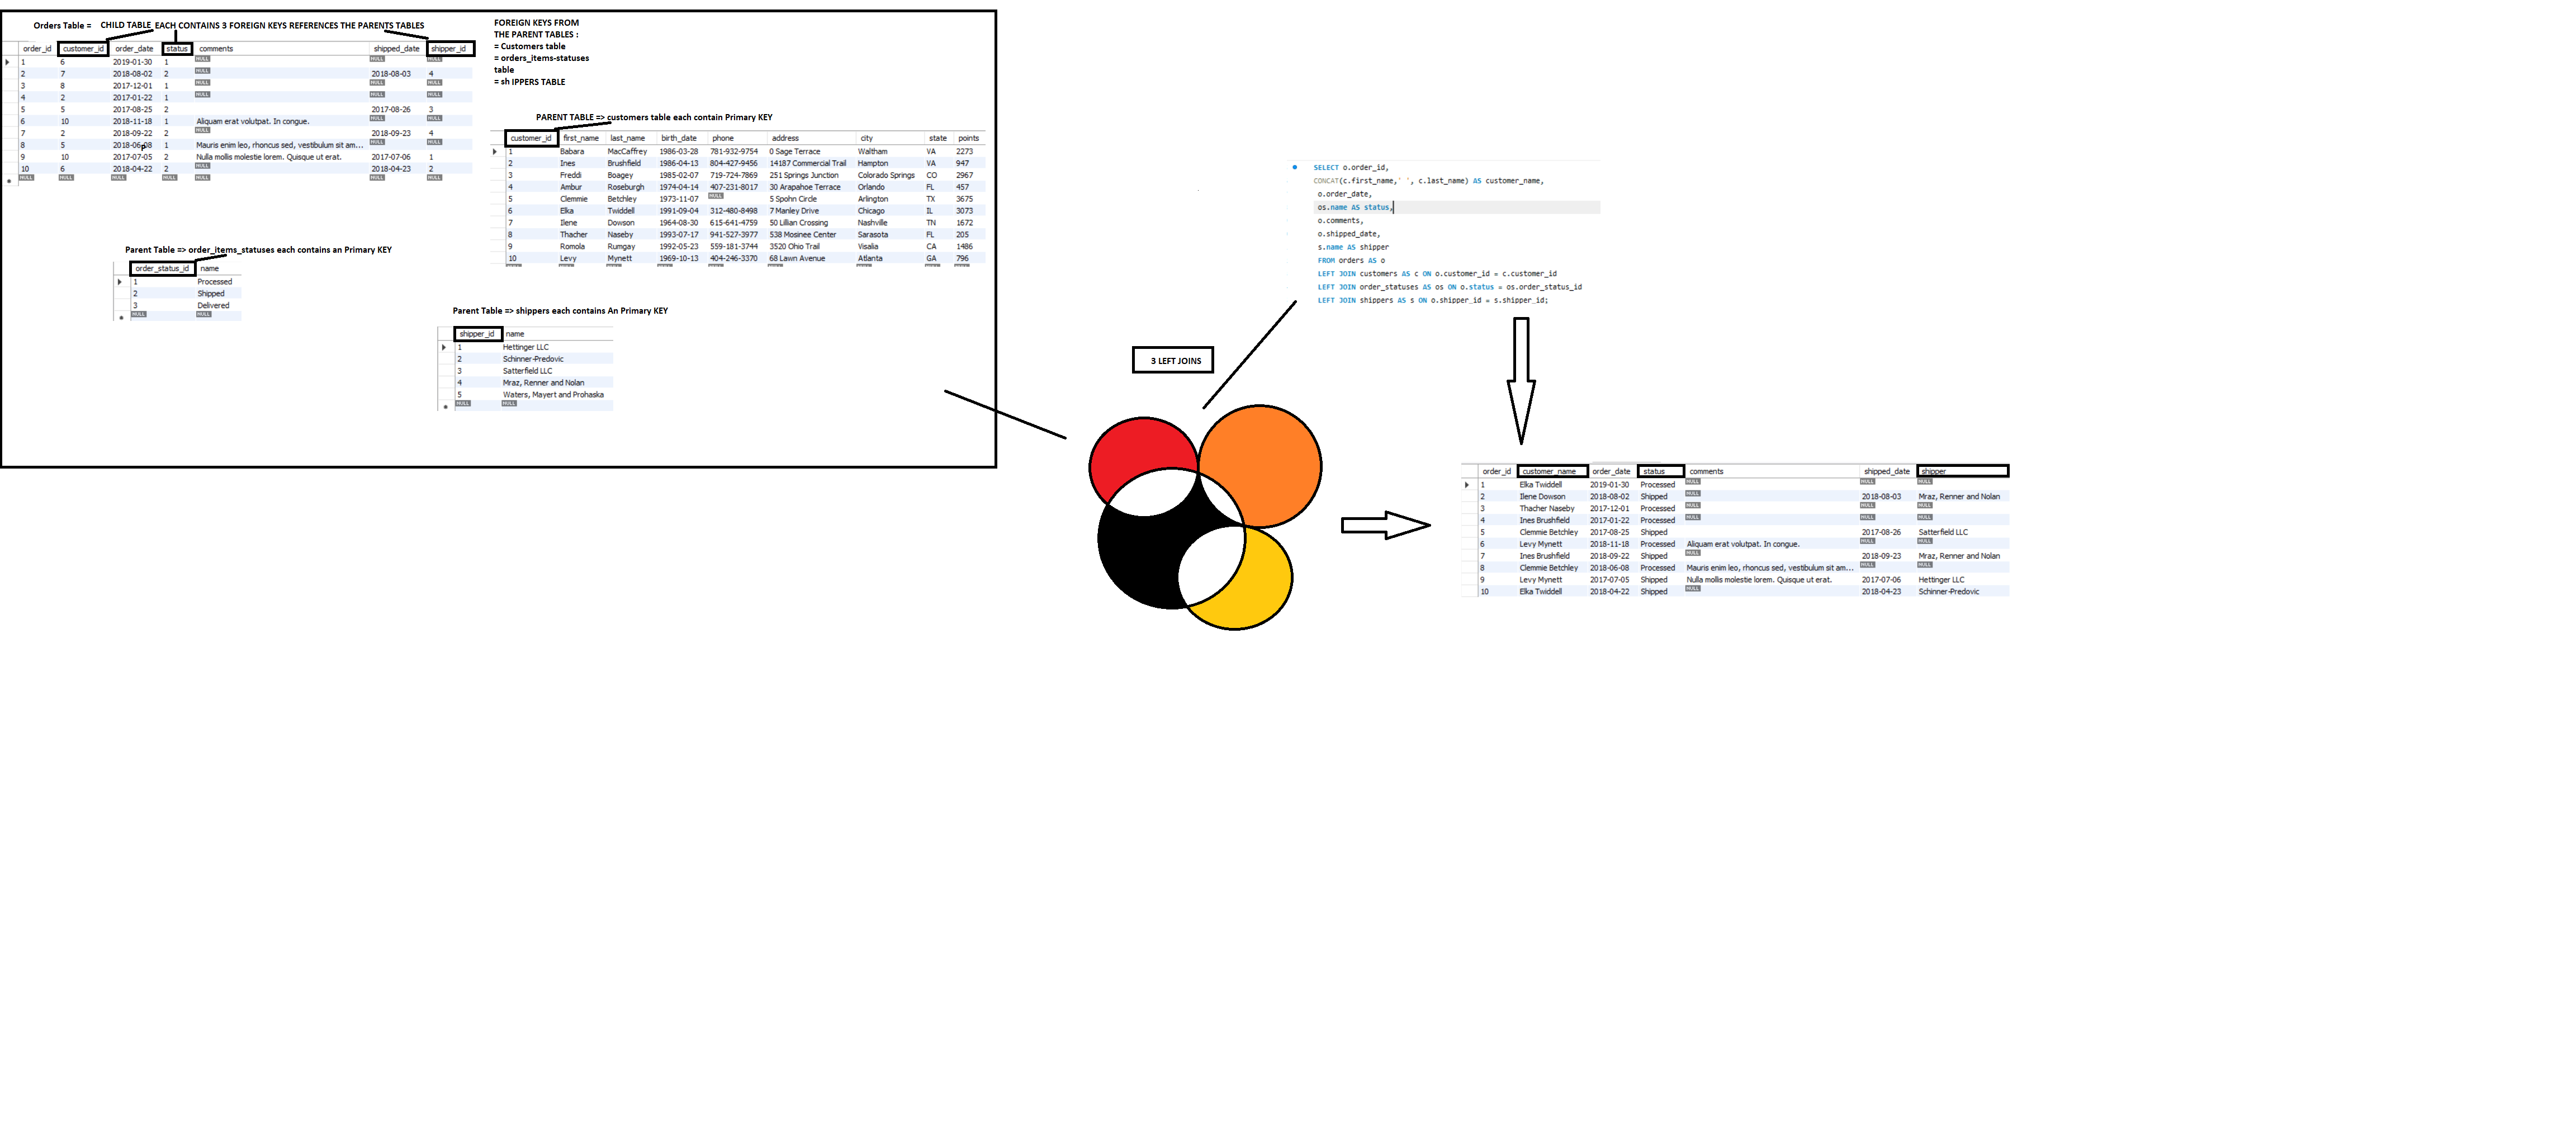 Orders Table = CHILD TABLE EACH CONTAINS 3 FOREIGN KEYS REFERENCES THE PARENTS TABLES
order_id customer_id order_date status comments shipped_date shipper_id
1 6 2019-01-30 1 NULL NULL NULL
2 7 2018-08-02 2 NULL 2018-08-03 4
3 8 2017-12-01 1 NULL NULL NULL
4 2 2017-01-22 1 NULL NULL NULL
5 5 2017-08-25 2 2017-08-26 3
6 10 2018-11-18 1 Aliquam erat volutpat. In congue. NULL NULL
7 2 2018-09-22 2 NULL 2018-09-23 4
8 5 2018-06-08 1 Mauris enim leo, rhoncus sed, vestibulum sit am... NULL NULL
9 10 2017-07-05 2 Nulla mollis molestie lorem. Quisque ut erat. 2017-07-06 1
10 6 2018-04-22 2 NULL 2018-04-23 2
NULL NULL NULL NULL NULL NULL NULL
FOREIGN KEYS FROM
THE PARENT TABLES :
= Customers table
= orders_items-statuses
table
= sh IPPERS TABLE
PARENT TABLE => customers table each contain Primary KEY
customer_id first_name last_name birth_date phone address city state points
1 Babara MacCaffrey 1986-03-28 781-932-9754 0 Sage Terrace Waltham VA 2273
2 Ines Brushfield 1986-04-13 804-427-9456 14187 Commercial Trail Hampton VA 947
3 Freddi Boagey 1985-02-07 719-724-7869 251 Springs Junction Colorado Springs CO 2967
4 Ambur Roseburgh 1974-04-14 407-231-8017 30 Arapahoe Terrace Orlando FL 457
5 Clemmie Betchley 1973-11-07 NULL 5 Spohn Circle Arlington TX 3675
6 Elka Twiddell 1991-09-04 312-480-8498 7 Manley Drive Chicago IL 3073
7 Ilene Dowson 1964-08-30 615-641-4759 50 Lillian Crossing Nashville TN 1672
8 Thacher Naseby 1993-07-17 941-527-3977 538 Mosinee Center Sarasota FL 205
9 Romola Rumgay 1992-05-23 559-181-3744 3520 Ohio Trail Visalia CA 1486
10 Levy Mynett 1969-10-13 404-246-3370 68 Lawn Avenue Atlanta GA 796
Parent Table => order_items_statuses each contains an Primary KEY
order_status_id name
1 Processed
2 Shipped
3 Delivered
NULL NULL
Parent Table => shippers each contains An Primary KEY
shipper_id name
1 Hettinger LLC
2 Schinner-Predovic
3 Satterfield LLC
4 Mraz, Renner and Nolan
5 Waters, Mayert and Prohaska
NULL NULL
3 LEFT JOINS
SELECT o.order_id,
CONCAT(c.first_name,' ', c.last_name) AS customer_name,
o.order_date,
os.name AS status,
o.comments,
o.shipped_date,
s.name AS shipper
FROM orders AS o
LEFT JOIN customers AS c ON o.customer_id = c.customer_id
LEFT JOIN order_statuses AS os ON o.status = os.order_status_id
LEFT JOIN shippers AS s ON o.shipper_id = s.shipper_id;
order_id customer_name order_date status comments shipped_date shipper
1 Elka Twiddell 2019-01-30 Processed NULL NULL NULL
2 Ilene Dowson 2018-08-02 Shipped NULL 2018-08-03 Mraz, Renner and Nolan
3 Thacher Naseby 2017-12-01 Processed NULL NULL NULL
4 Ines Brushfield 2017-01-22 Processed NULL NULL NULL
5 Clemmie Betchley 2017-08-25 Shipped 2017-08-26 Satterfield LLC
6 Levy Mynett 2018-11-18 Processed Aliquam erat volutpat. In congue. NULL NULL
7 Ines Brushfield 2018-09-22 Shipped NULL 2018-09-23 Mraz, Renner and Nolan
8 Clemmie Betchley 2018-06-08 Processed Mauris enim leo, rhoncus sed, vestibulum sit am... NULL NULL
9 Levy Mynett 2017-07-05 Shipped Nulla mollis molestie lorem. Quisque ut erat. 2017-07-06 Hettinger LLC
10 Elka Twiddell 2018-04-22 Shipped NULL 2018-04-23 Schinner-Predovic